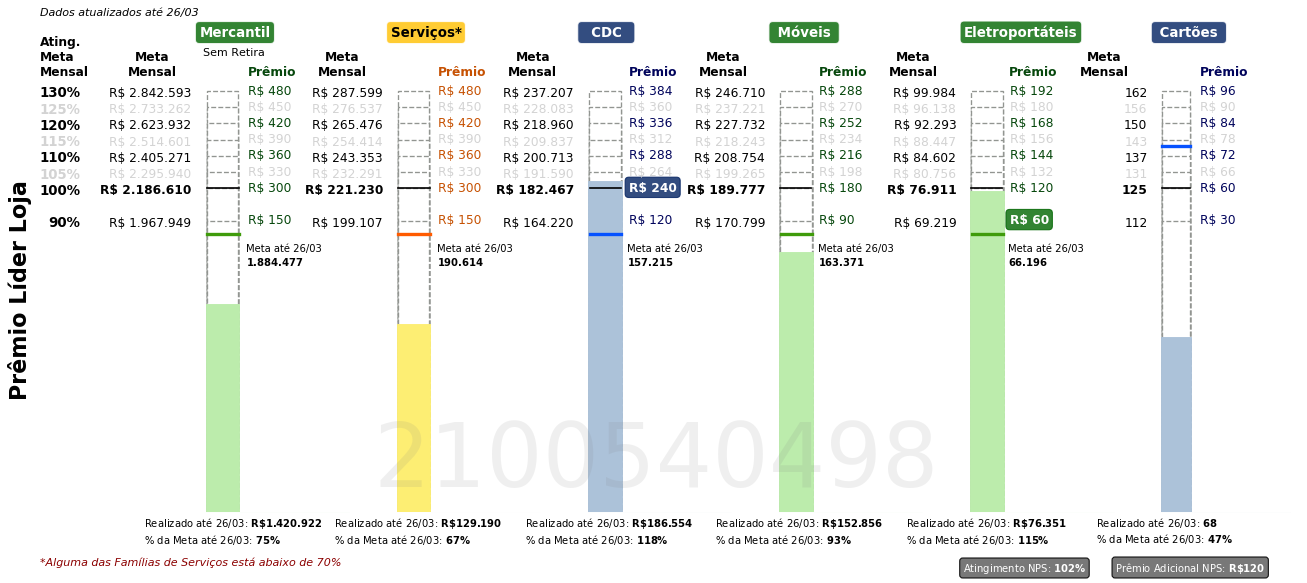 Dados atualizados até 26/03
Mercantil Serviços* CDC Móveis Eletroportáteis Cartões
Sem Retira
Ating. Meta Mensal
Meta Mensal Prêmio Meta Mensal Prêmio Meta Mensal Prêmio Meta Mensal Prêmio Meta Mensal Prêmio Meta Mensal Prêmio
130% R$ 2.842.593 R$ 480 R$ 287.599 R$ 480 R$ 237.207 R$ 384 R$ 246.710 R$ 288 R$ 99.984 R$ 192 162 R$ 96
125% R$ 2.733.262 R$ 450 R$ 276.537 R$ 450 R$ 228.083 R$ 360 R$ 237.221 R$ 270 R$ 96.138 R$ 180 156 R$ 90
120% R$ 2.623.932 R$ 420 R$ 265.476 R$ 420 R$ 218.960 R$ 336 R$ 227.732 R$ 252 R$ 92.293 R$ 168 150 R$ 84
115% R$ 2.514.601 R$ 390 R$ 254.414 R$ 390 R$ 209.837 R$ 312 R$ 218.243 R$ 234 R$ 88.447 R$ 156 143 R$ 78
110% R$ 2.405.271 R$ 360 R$ 243.353 R$ 360 R$ 200.713 R$ 288 R$ 208.754 R$ 216 R$ 84.602 R$ 144 137 R$ 72
105% R$ 2.295.940 R$ 330 R$ 232.291 R$ 330 R$ 191.590 R$ 264 R$ 199.265 R$ 198 R$ 80.756 R$ 132 131 R$ 66
100% R$ 2.186.610 R$ 300 R$ 221.230 R$ 300 R$ 182.467 R$ 240 R$ 189.777 R$ 180 R$ 76.911 R$ 120 125 R$ 60
90% R$ 1.967.949 R$ 150 R$ 199.107 R$ 150 R$ 164.220 R$ 120 R$ 170.799 R$ 90 R$ 69.219 R$ 60 112 R$ 30
Meta até 26/03 Meta até 26/03 Meta até 26/03 Meta até 26/03 Meta até 26/03
1.884.477 190.614 157.215 163.371 66.196
Prêmio Líder Loja
2100540498
Realizado até 26/03: R$1.420.922 Realizado até 26/03: R$129.190 Realizado até 26/03: R$186.554 Realizado até 26/03: R$152.856 Realizado até 26/03: R$76.351 Realizado até 26/03: 68
% da Meta até 26/03: 75% % da Meta até 26/03: 67% % da Meta até 26/03: 118% % da Meta até 26/03: 93% % da Meta até 26/03: 115% % da Meta até 26/03: 47%
*Alguma das Famílias de Serviços está abaixo de 70%
Atingimento NPS: 102% Prêmio Adicional NPS: R$120